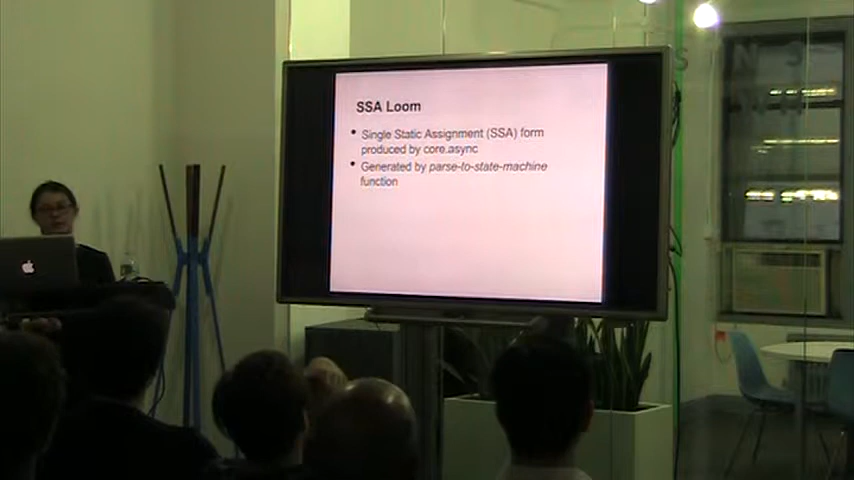 SSA Loom
• Single Static Assignment (SSA) form
produced by core.async
• Generated by parse-to-state-machine
function